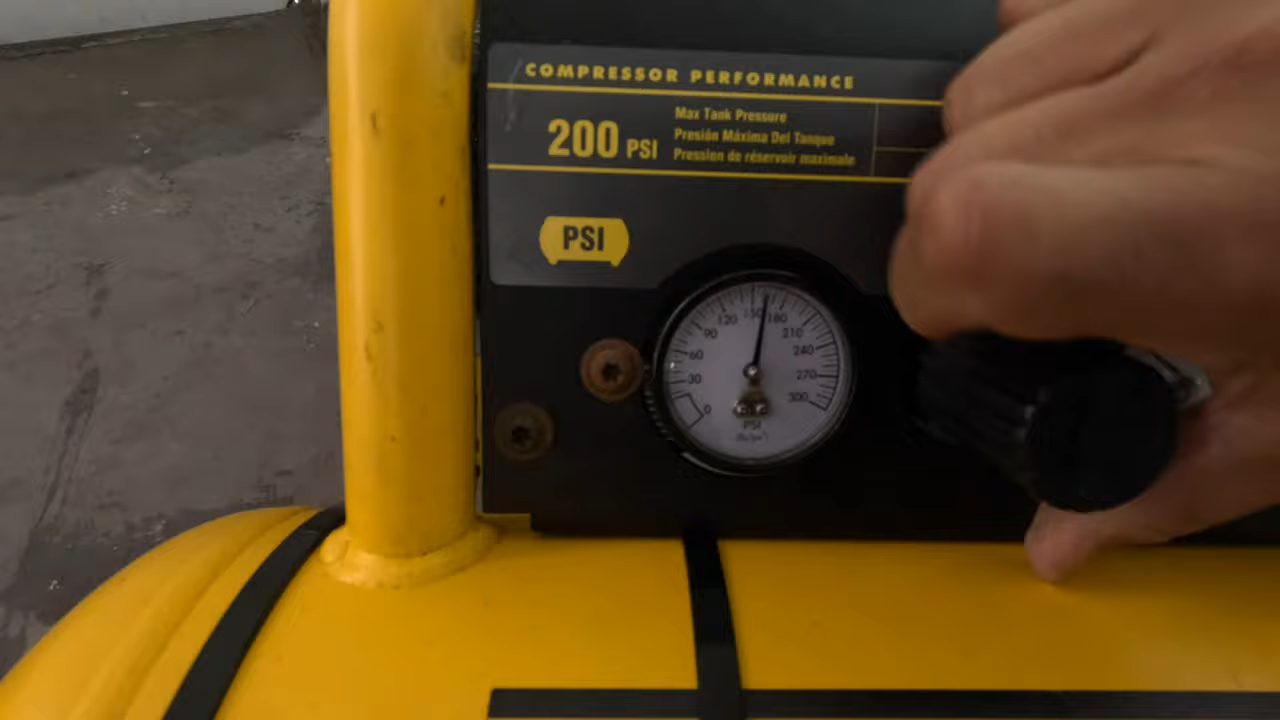 COMPRESSOR PERFORMANCE
200 PSI
Max Tank Pressure
Presión Máxima Del Tanque
Pression de réservoir maximale
PSI
0
30
60
90
120
150
180
210
240
270
300
PSI